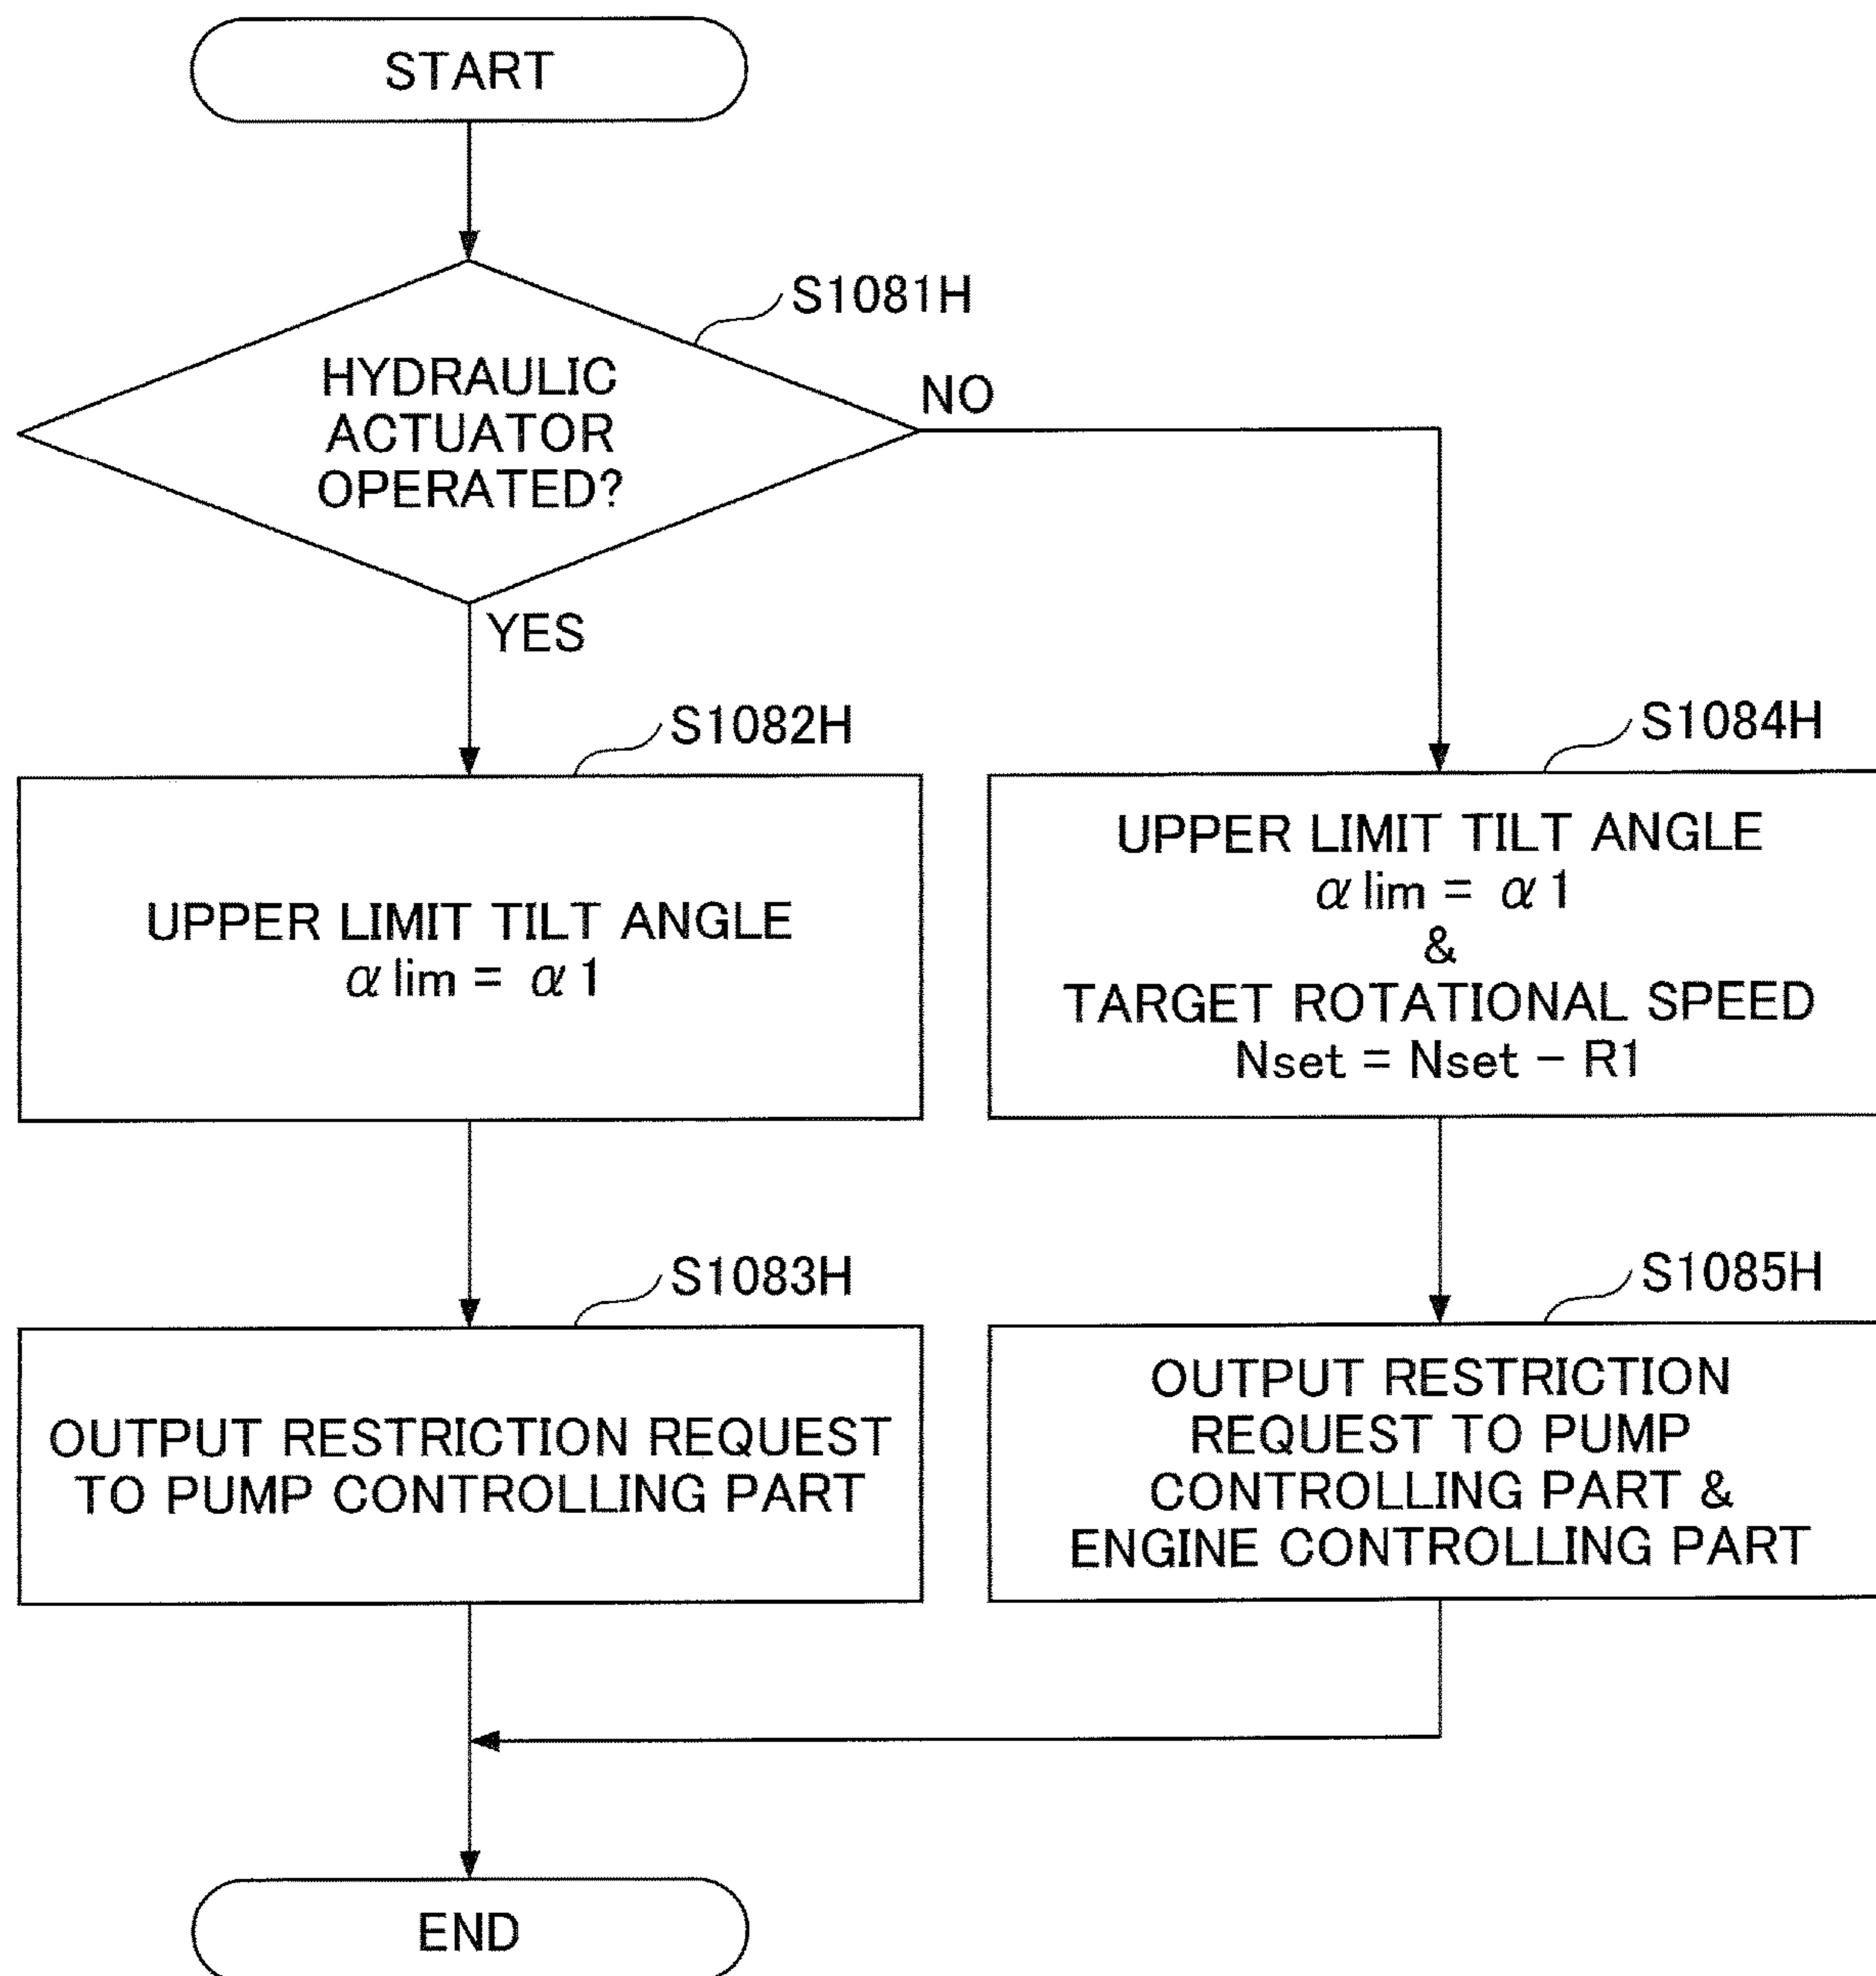 START
S1081H
HYDRAULIC
ACTUATOR
OPERATED?
NO
YES
S1082H
UPPER LIMIT TILT ANGLE
α lim = α 1
S1083H
OUTPUT RESTRICTION REQUEST
TO PUMP CONTROLLING PART
S1084H
UPPER LIMIT TILT ANGLE
α lim = α 1
&
TARGET ROTATIONAL SPEED
Nset = Nset − R1
S1085H
OUTPUT RESTRICTION
REQUEST TO PUMP
CONTROLLING PART &
ENGINE CONTROLLING PART
END